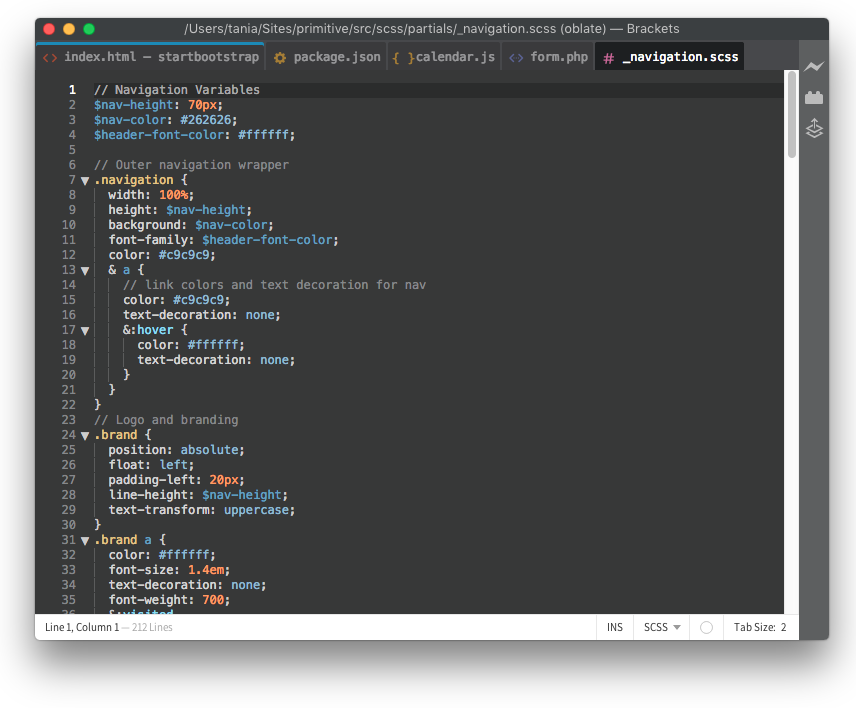 /Users/tania/Sites/primitive/src/scss/partials/_navigation.scss (oblate) — Brackets
<> index.html — startbootstrap package.json { } calendar.js <> form.php # _navigation.scss
1 // Navigation Variables
2 $nav-height: 70px;
3 $nav-color: #262626;
4 $header-font-color: #ffffff;
5
6 // Outer navigation wrapper
7 ▼ .navigation {
8 width: 100%;
9 height: $nav-height;
10 background: $nav-color;
11 font-family: $header-font-color;
12 color: #c9c9c9;
13 ▼ & a {
14 // link colors and text decoration for nav
15 color: #c9c9c9;
16 text-decoration: none;
17 ▼ &:hover {
18 color: #ffffff;
19 text-decoration: none;
20 }
21 }
22 }
23 // Logo and branding
24 ▼ .brand {
25 position: absolute;
26 float: left;
27 padding-left: 20px;
28 line-height: $nav-height;
29 text-transform: uppercase;
30 }
31 ▼ .brand a {
32 color: #ffffff;
33 font-size: 1.4em;
34 text-decoration: none;
35 font-weight: 700;
36 &:visited
Line 1, Column 1 — 212 Lines INS SCSS ▼ Tab Size: 2